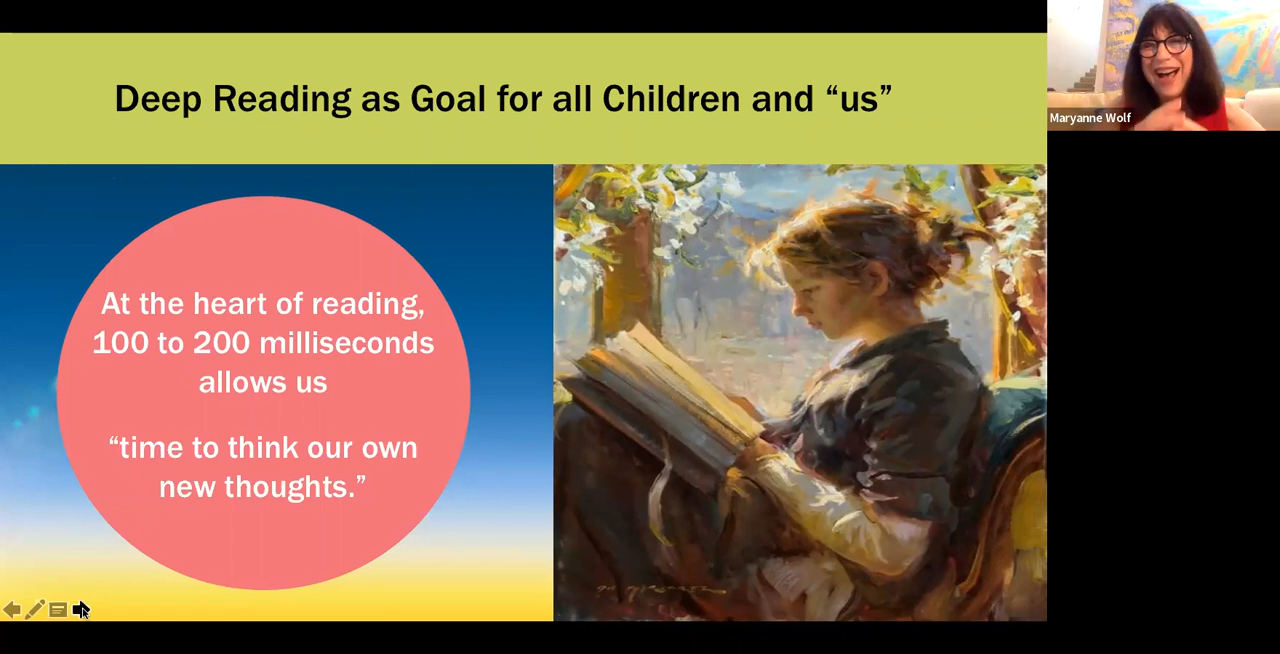 Deep Reading as Goal for all Children and “us”
Maryanne Wolf
At the heart of reading,
100 to 200 milliseconds
allows us
“time to think our own
new thoughts.”